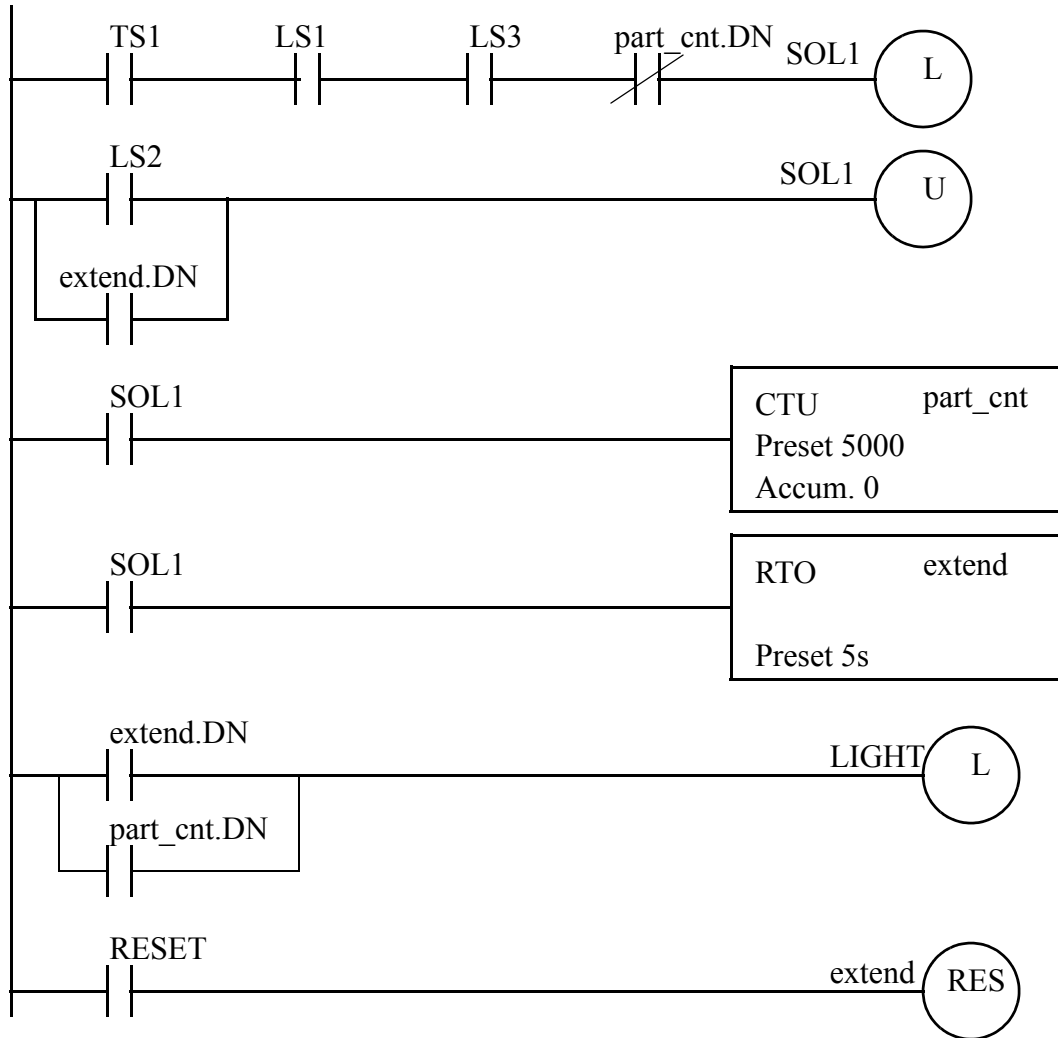 TS1 LS1 LS3 part_cnt.DN SOL1 L
LS2 SOL1 U
extend.DN
SOL1 CTU part_cnt
Preset 5000
Accum. 0
SOL1 RTO extend
Preset 5s
extend.DN LIGHT L
part_cnt.DN
RESET extend RES